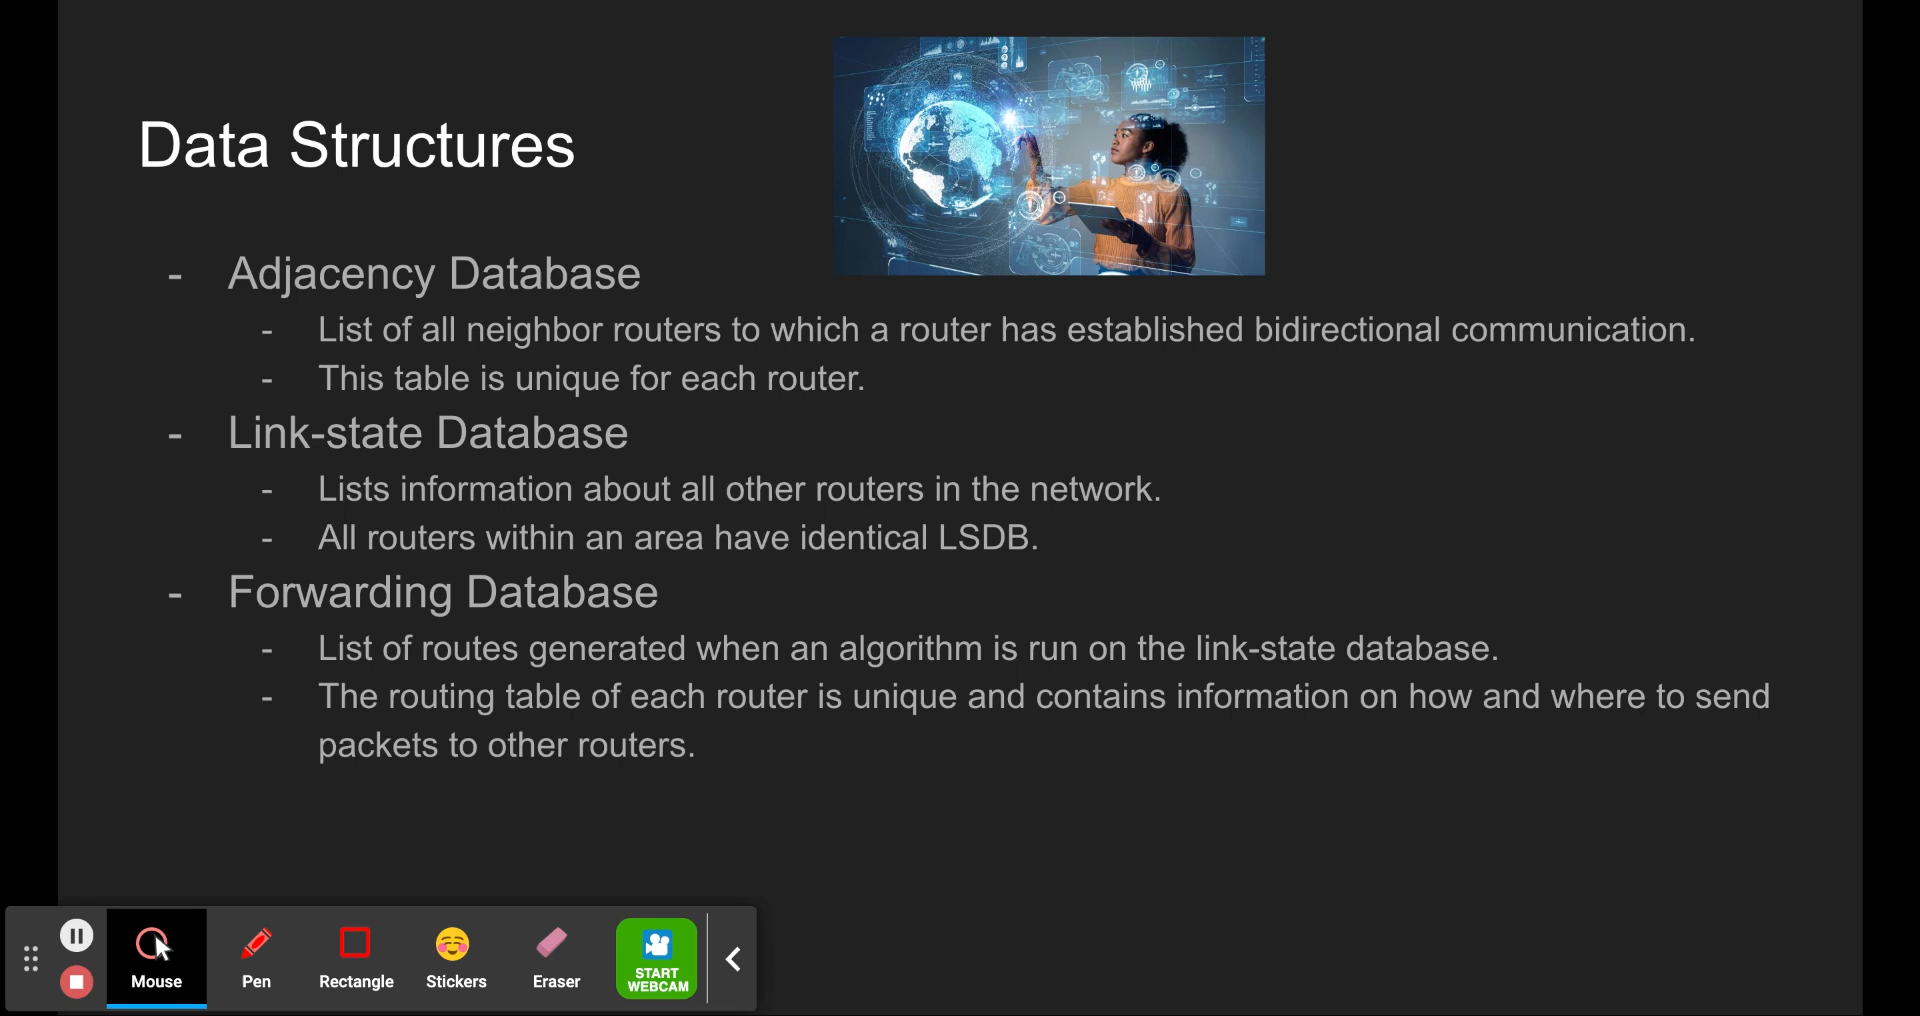 Data Structures
- Adjacency Database
- List of all neighbor routers to which a router has established bidirectional communication.
- This table is unique for each router.
- Link-state Database
- Lists information about all other routers in the network.
- All routers within an area have identical LSDB.
- Forwarding Database
- List of routes generated when an algorithm is run on the link-state database.
- The routing table of each router is unique and contains information on how and where to send
packets to other routers.
Mouse
Pen
Rectangle
Stickers
Eraser
START
WEBCAM